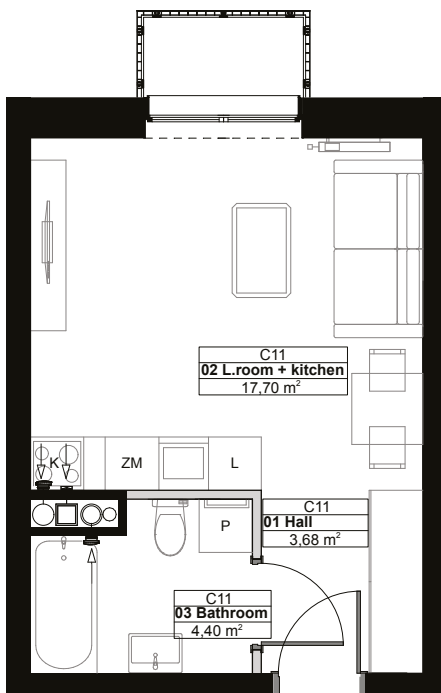 C11
02 L.room + kitchen
17,70 m²
K
ZM
L
P
C11
01 Hall
3,68 m²
C11
03 Bathroom
4,40 m²